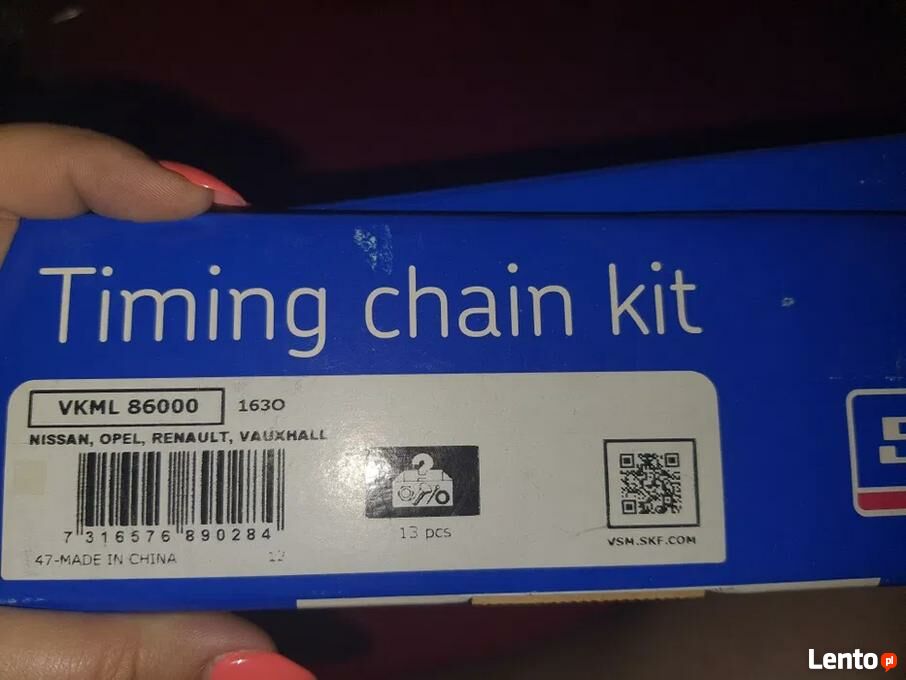 Timing chain kit
VKML 86000 1630
NISSAN, OPEL, RENAULT, VAUXHALL
7 316576 890284
13 pcs
VSM.SKF.COM
47-MADE IN CHINA 12
Lento pl